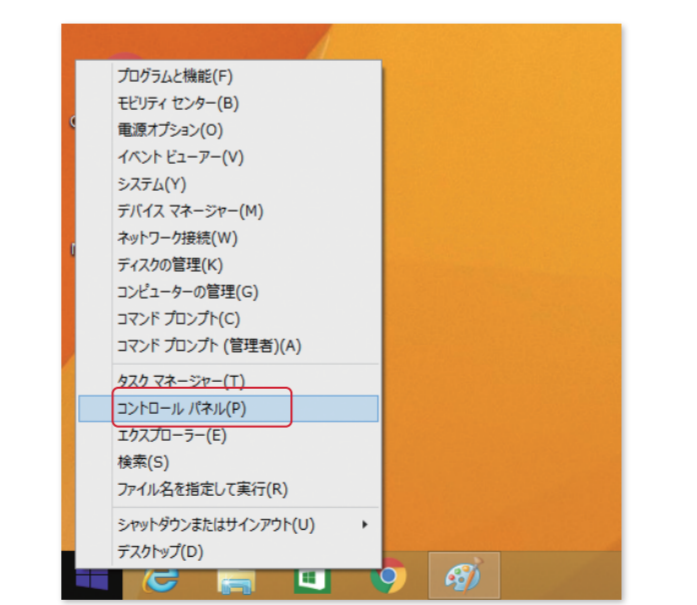 プログラムと機能(F)
モビリティ センター(B)
電源オプション(O)
イベント ビューアー(V)
システム(Y)
デバイス マネージャー(M)
ネットワーク接続(W)
ディスクの管理(K)
コンピューターの管理(G)
コマンド プロンプト(C)
コマンド プロンプト (管理者)(A)
タスク マネージャー(T)
コントロール パネル(P)
エクスプローラー(E)
検索(S)
ファイル名を指定して実行(R)
シャットダウンまたはサインアウト(U)
デスクトップ(D)